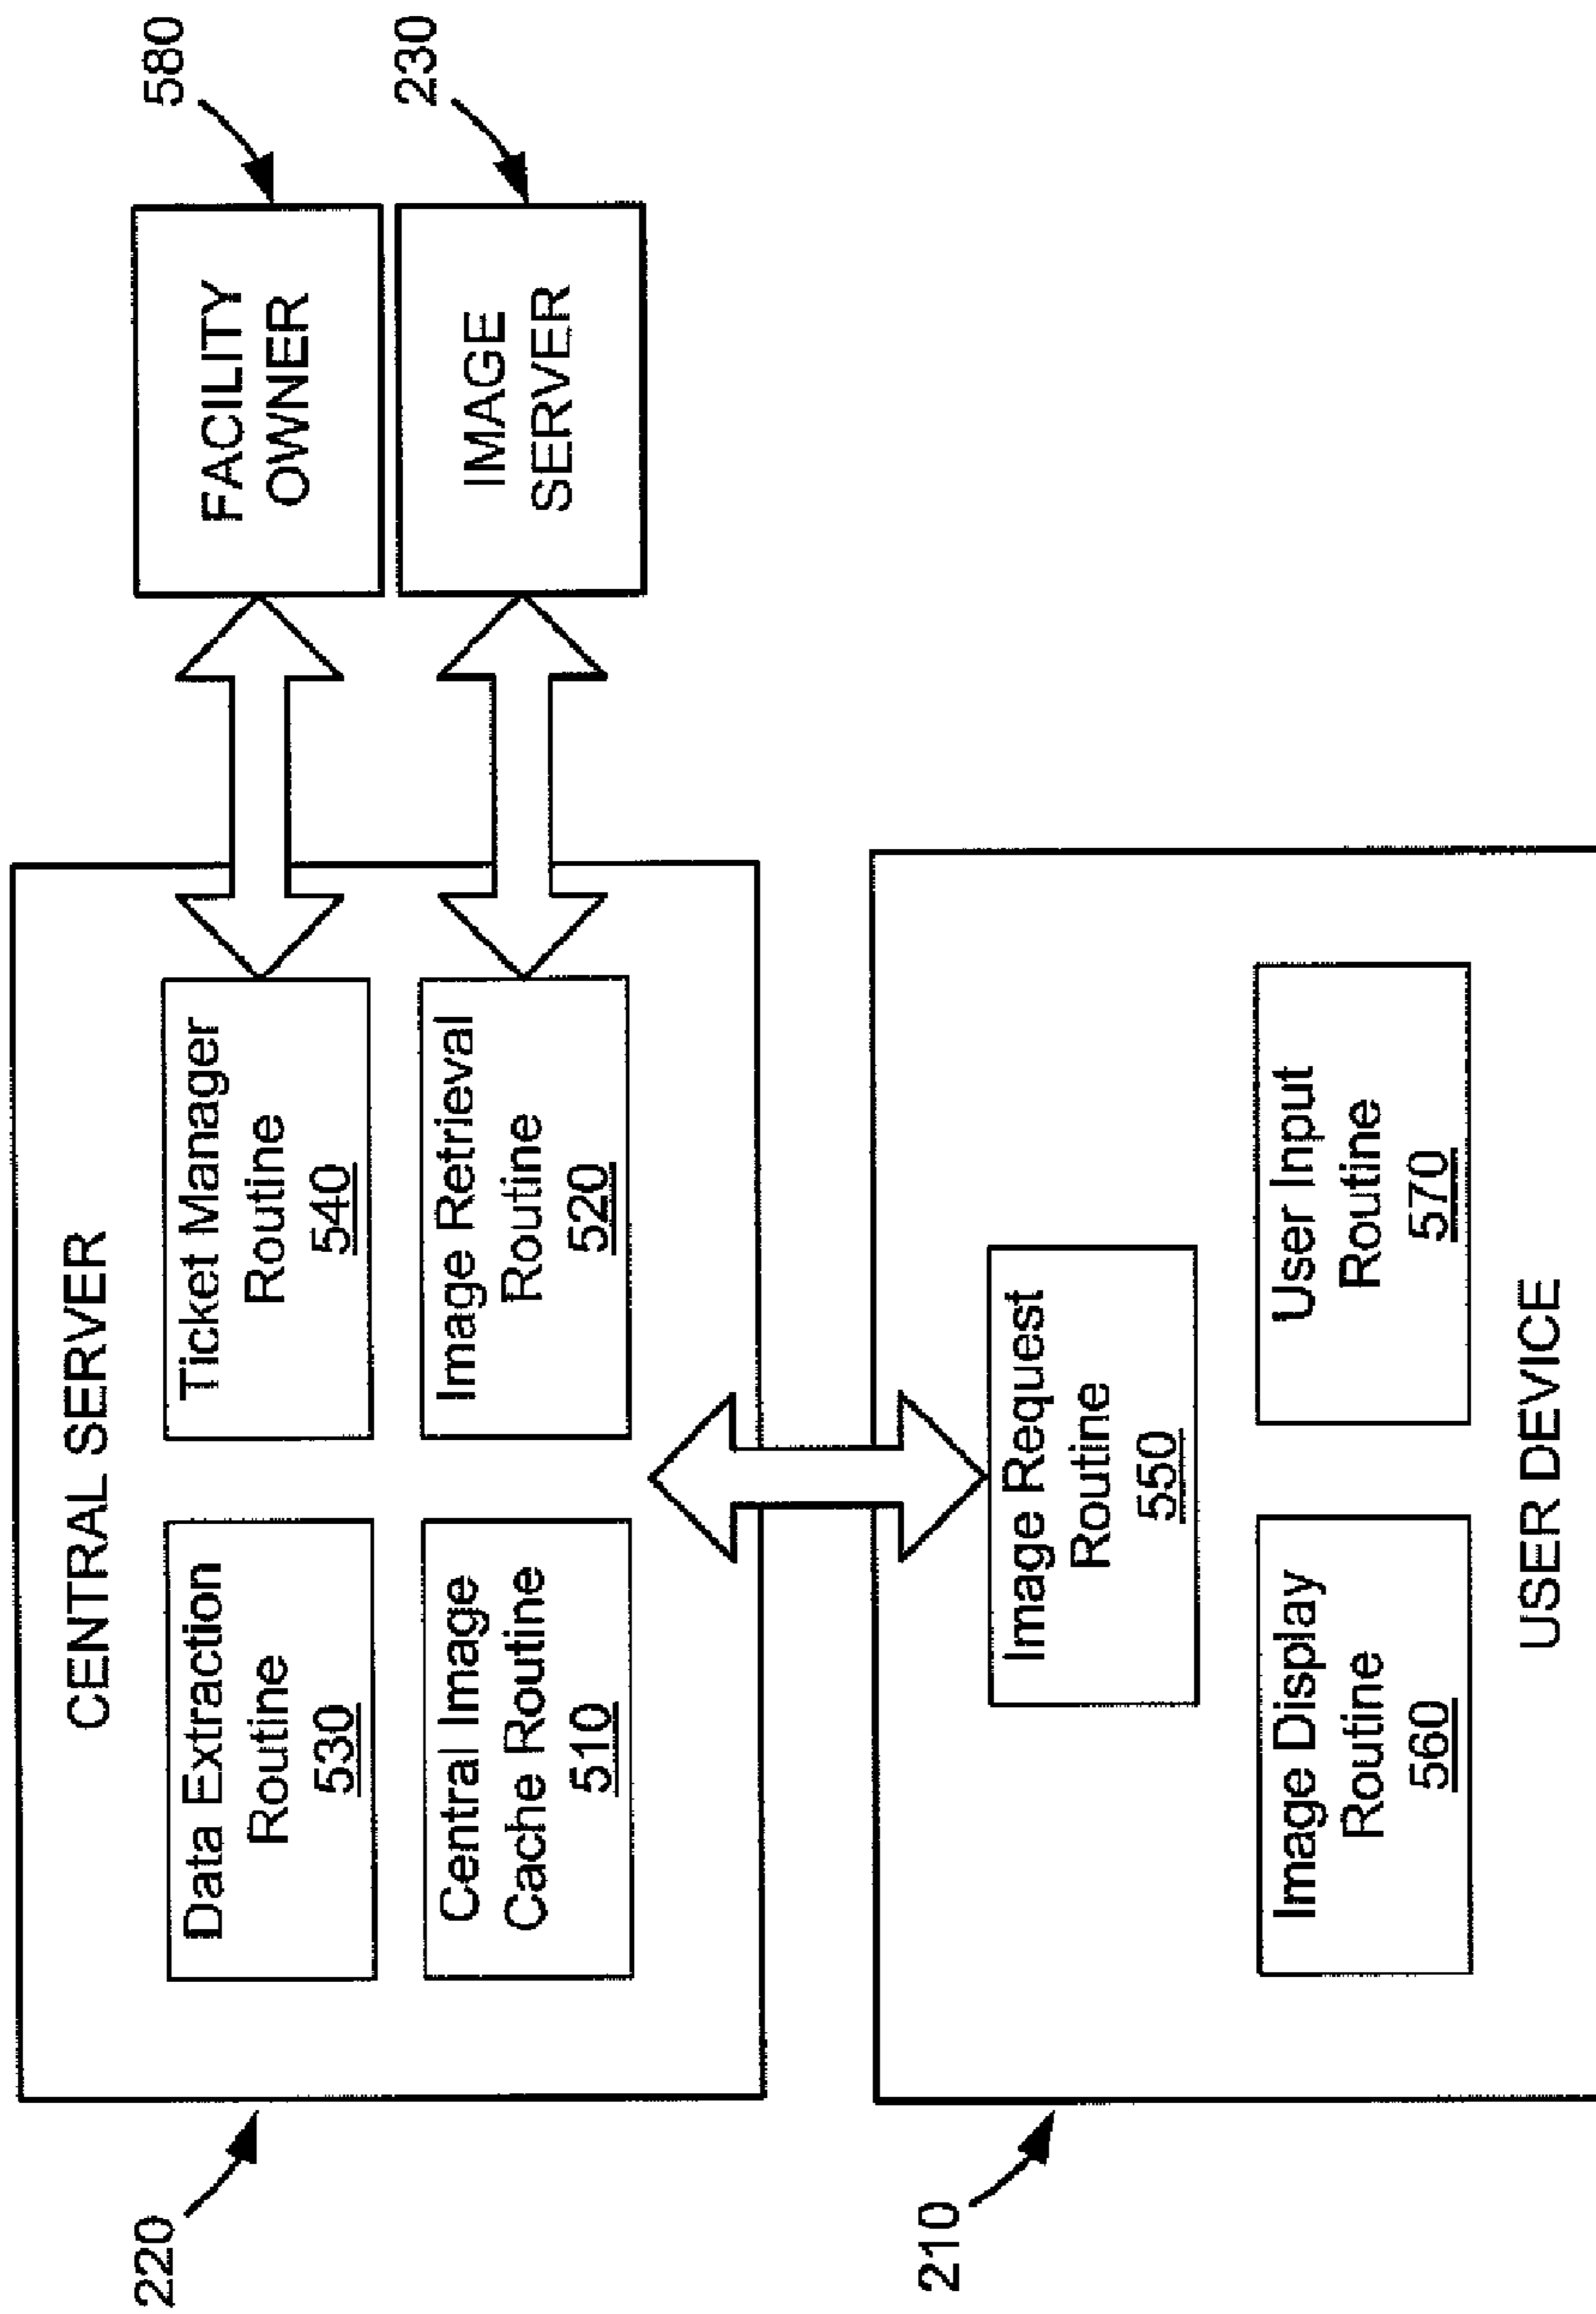 CENTRAL SERVER
220
Data Extraction
Routine
530
Ticket Manager
Routine
540
Central Image
Cache Routine
510
Image Retrieval
Routine
520
FACILITY
OWNER
580
IMAGE
SERVER
230
210
Image Request
Routine
550
Image Display
Routine
560
User Input
Routine
570
USER DEVICE